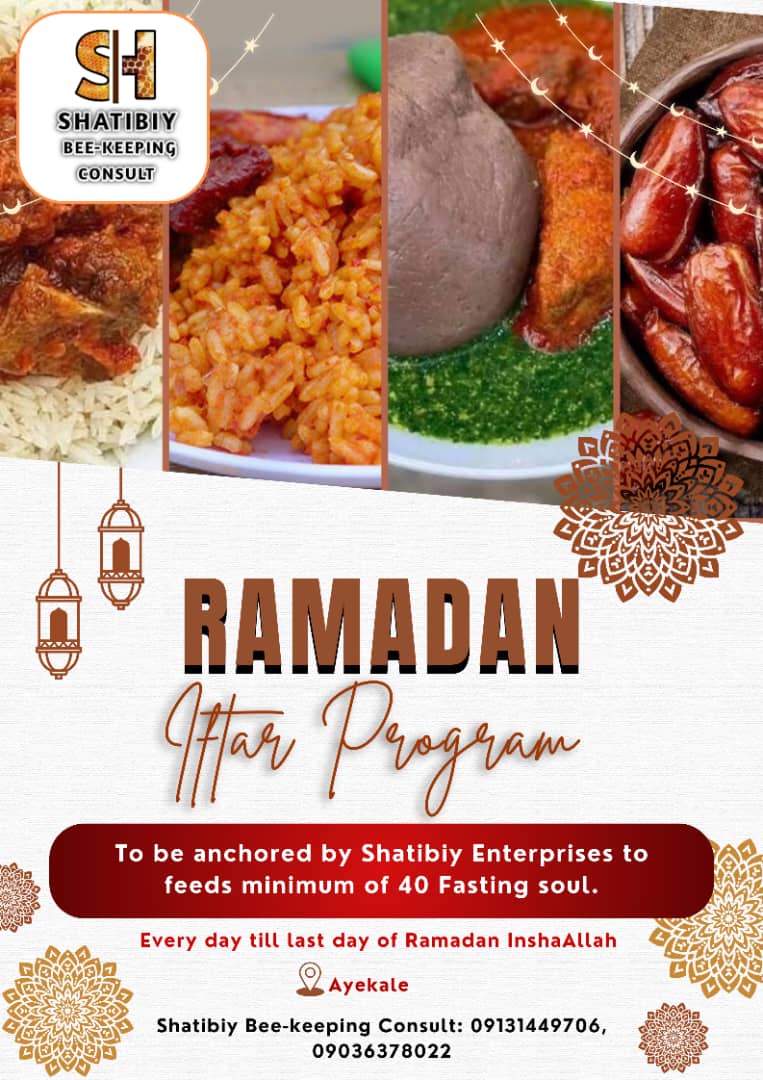 SH
SHATIBIY
BEE-KEEPING
CONSULT
RAMADAN
Iftar Program
To be anchored by Shatibiy Enterprises to
feeds minimum of 40 Fasting soul.
Every day till last day of Ramadan InshaAllah
Ayekale
Shatibiy Bee-keeping Consult: 09131449706,
09036378022